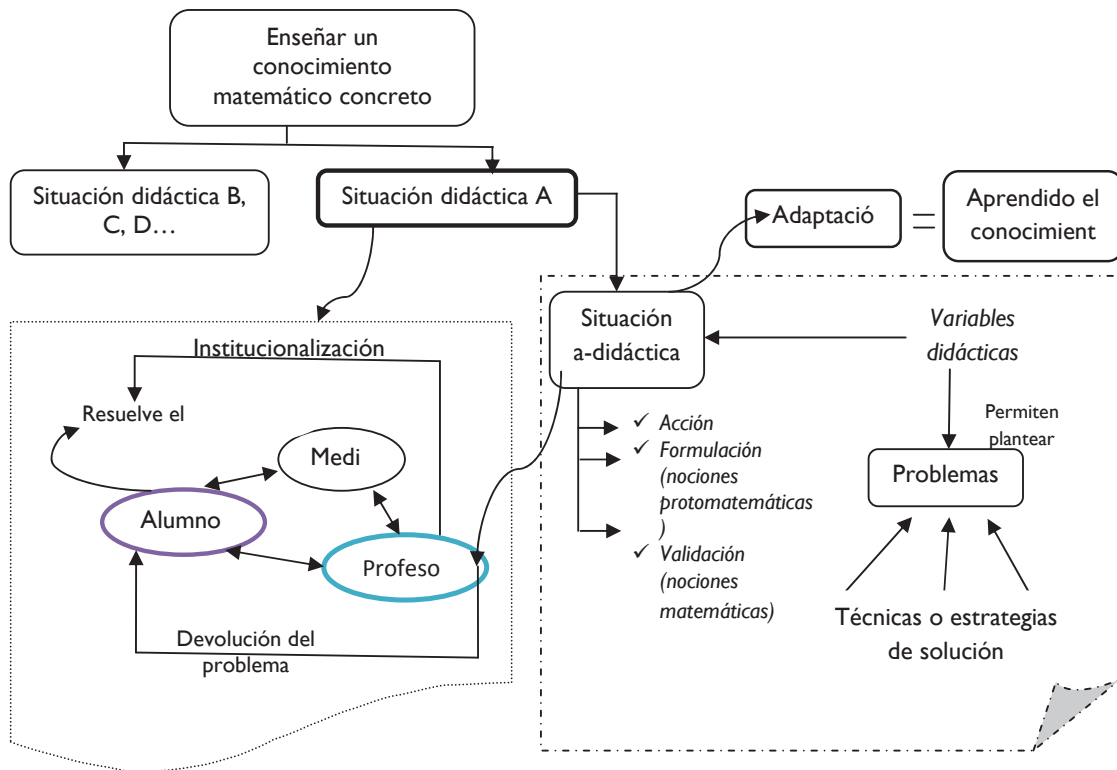 Enseñar un
conocimiento
matemático concreto
Situación didáctica B,
C, D…
Situación didáctica A
Adaptació
=
Aprendido el
conocimient
Institucionalización
Resuelve el
Medi
Alumno
Profeso
Devolución del
problema
Situación
a-didáctica
✓ Acción
✓ Formulación
(nociones
protomatemáticas
)
✓ Validación
(nociones
matemáticas)
Variables
didácticas
Permiten
plantear
Problemas
Técnicas o estrategias
de solución